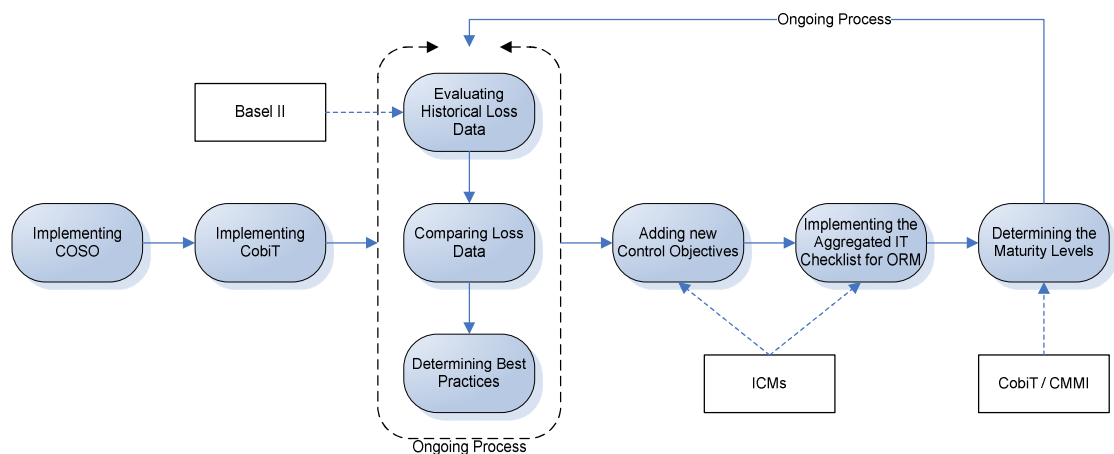 Ongoing Process
Evaluating
Historical Loss
Data
Basel II
Implementing
COSO
Implementing
CobiT
Comparing Loss
Data
Adding new
Control Objectives
Implementing the
Aggregated IT
Checklist for ORM
Determining the
Maturity Levels
Determining Best
Practices
ICMs
CobiT / CMMI
Ongoing Process